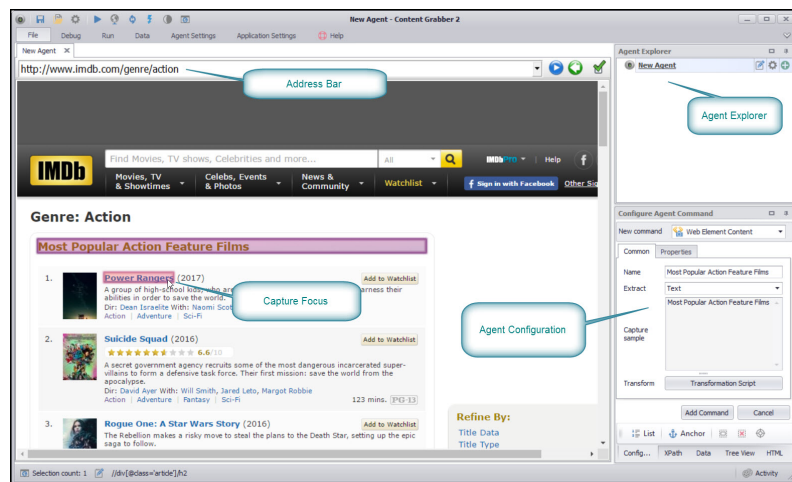 New Agent - Content Grabber 2
File Debug Run Data Agent Settings Application Settings Help
New Agent
http://www.imdb.com/genre/action
Address Bar
IMDb
Find Movies, TV shows, Celebrities and more...
All
IMDbPro
Help
Movies, TV
& Showtimes
Celebs, Events
& Photos
News &
Community
Watchlist
Sign in with Facebook
Other Sig
Genre: Action
Most Popular Action Feature Films
1. Power Rangers (2017)
Add to Watchlist
A group of high-school kids, who are
arness their
abilities in order to save the world.
Dir: Dean Israelite With: Naomi Scot
Action | Adventure | Sci-Fi
Capture Focus
2. Suicide Squad (2016)
Add to Watchlist
6.6/10
A secret government agency recruits some of the most dangerous incarcerated super-
villains to form a defensive task force. Their first mission: save the world from the
apocalypse.
Dir: David Ayer With: Will Smith, Jared Leto, Margot Robbie
Action | Adventure | Fantasy | Sci-Fi
123 mins. PG-13
3. Rogue One: A Star Wars Story (2016)
Add to Watchlist
The Rebellion makes a risky move to steal the plans to the Death Star, setting up the epic
saga to follow.
Refine By:
Title Data
Title Type
Selection count: 1 //div[@class='article']/h2
Agent Explorer
New Agent
Agent Explorer
Configure Agent Command
New command Web Element Content
Common Properties
Name Most Popular Action Feature Films
Extract Text
Capture
sample
Most Popular Action Feature Films
Agent Configuration
Transform Transformation Script
Add Command Cancel
List Anchor
Config... XPath Data Tree View HTML
Activity